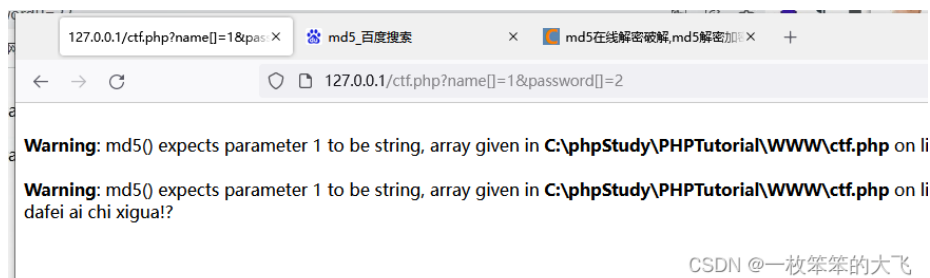 127.0.0.1/ctf.php?name[]=1&pas
md5_百度搜索
md5在线解密破解,md5解密加
127.0.0.1/ctf.php?name[]=1&password[]=2
Warning: md5() expects parameter 1 to be string, array given in C:\phpStudy\PHPTutorial\WWW\ctf.php on li
Warning: md5() expects parameter 1 to be string, array given in C:\phpStudy\PHPTutorial\WWW\ctf.php on li
dafei ai chi xigua!?
CSDN @一枚笨笨的大飞